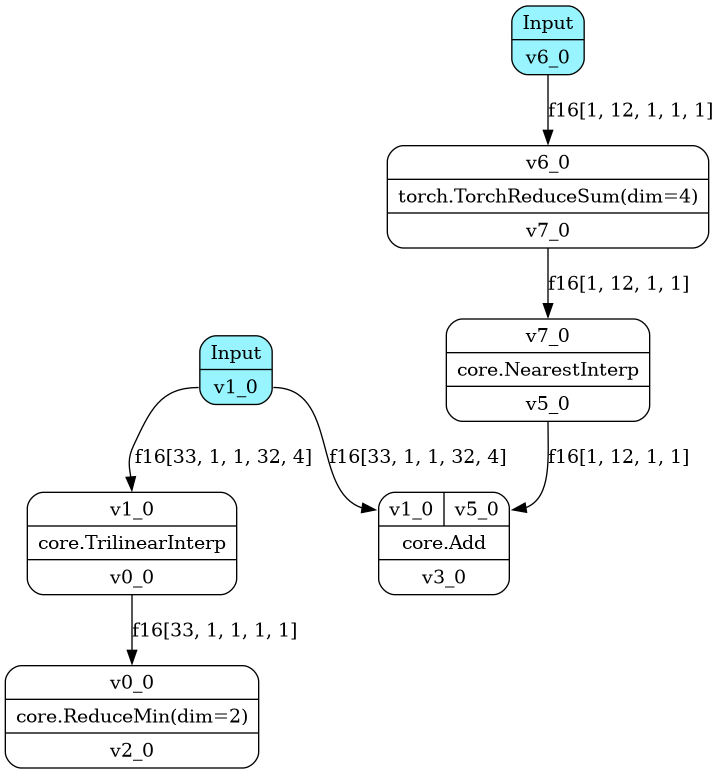 Input
v6_0
f16[1, 12, 1, 1, 1]
v6_0
torch.TorchReduceSum(dim=4)
v7_0
f16[1, 12, 1, 1]
v7_0
core.NearestInterp
v5_0
Input
v1_0
f16[33, 1, 1, 32, 4]
f16[33, 1, 1, 32, 4]
f16[1, 12, 1, 1]
v1_0
core.TrilinearInterp
v0_0
v1_0 v5_0
core.Add
v3_0
f16[33, 1, 1, 1, 1]
v0_0
core.ReduceMin(dim=2)
v2_0